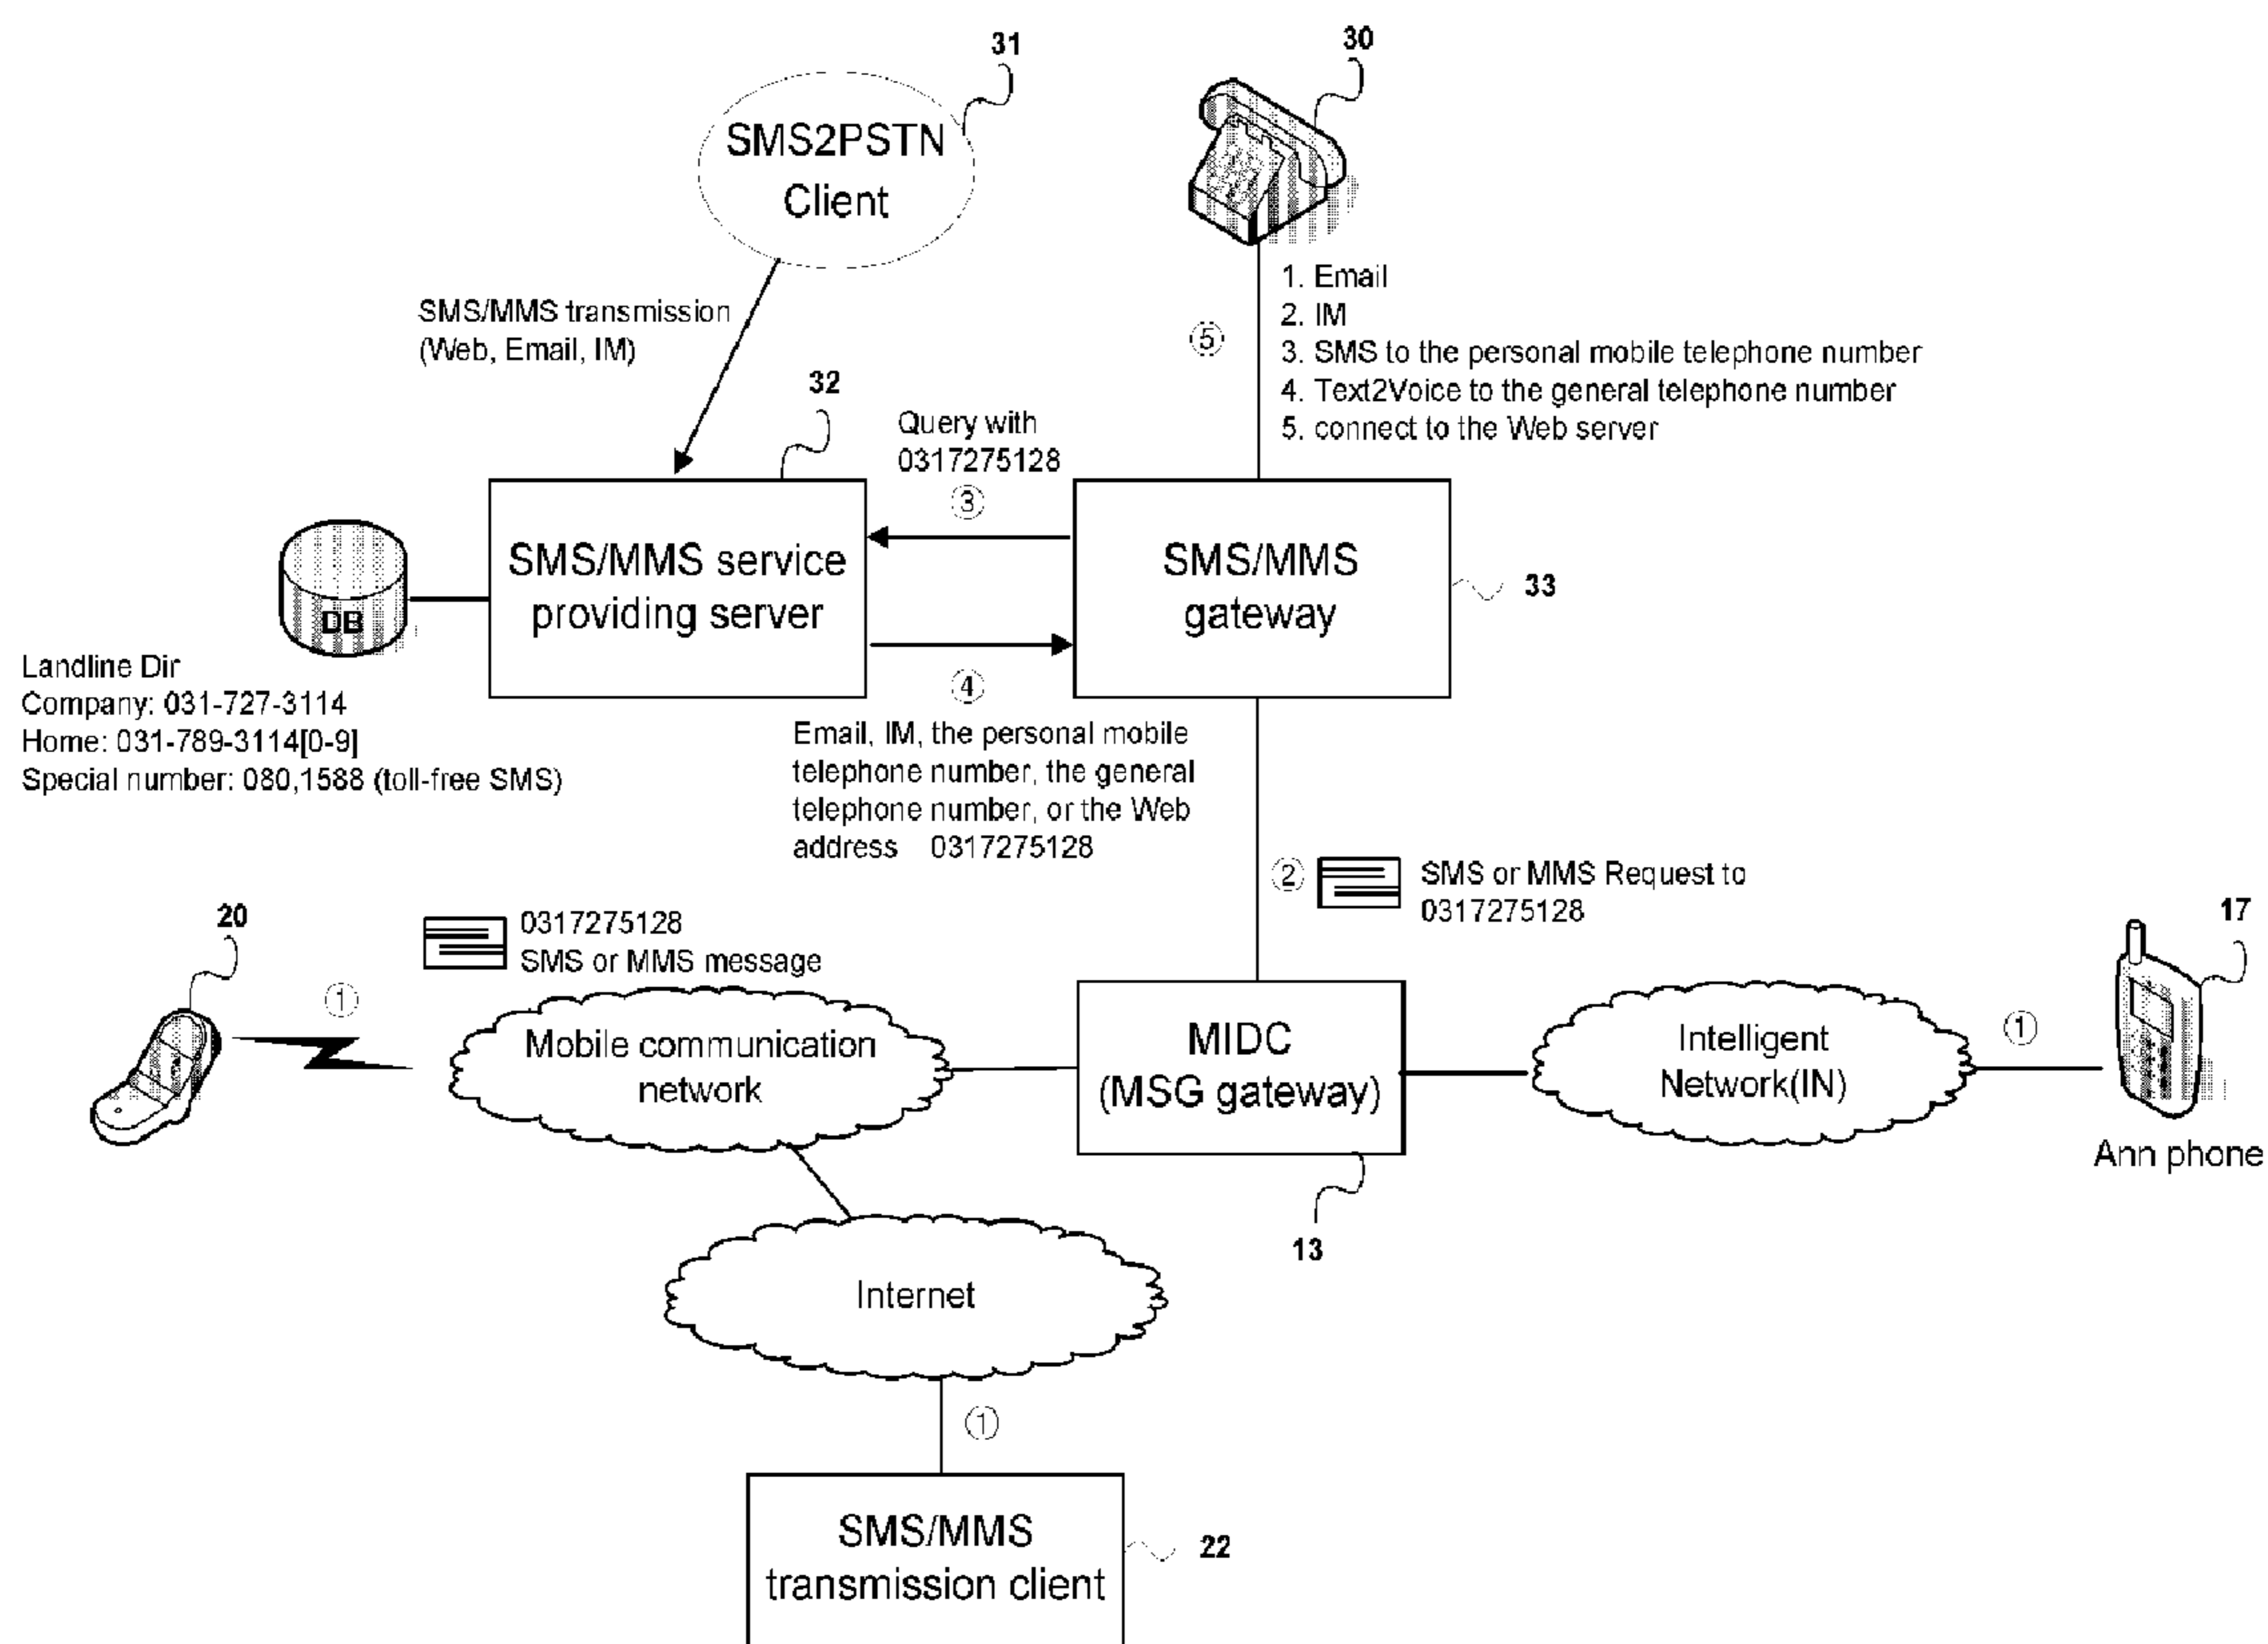 31
30
SMS2PSTN
Client
SMS/MMS transmission
(Web, Email, IM)
32
⑤
1. Email
2. IM
3. SMS to the personal mobile telephone number
4. Text2Voice to the general telephone number
5. connect to the Web server
Query with
0317275128
③
DB
SMS/MMS service
providing server
SMS/MMS
gateway
33
④
Landline Dir
Company: 031-727-3114
Home: 031-789-3114[0-9]
Special number: 080,1588 (toll-free SMS)
Email, IM, the personal mobile
telephone number, the general
telephone number, or the Web
address 0317275128
②
SMS or MMS Request to
0317275128
20
0317275128
SMS or MMS message
17
①
Mobile communication
network
MIDC
(MSG gateway)
Intelligent
Network(IN)
①
Ann phone
13
Internet
①
SMS/MMS
transmission client
22